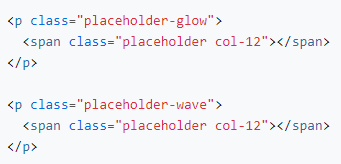 <p class="placeholder-glow">
  <span class="placeholder col-12"></span>
</p>

<p class="placeholder-wave">
  <span class="placeholder col-12"></span>
</p>